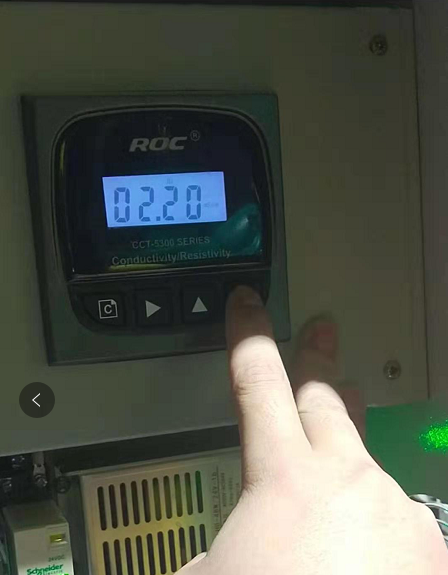 ROC®
02.20
CCT-5300 SERIES
Conductivity/Resistivity
C
Schneider